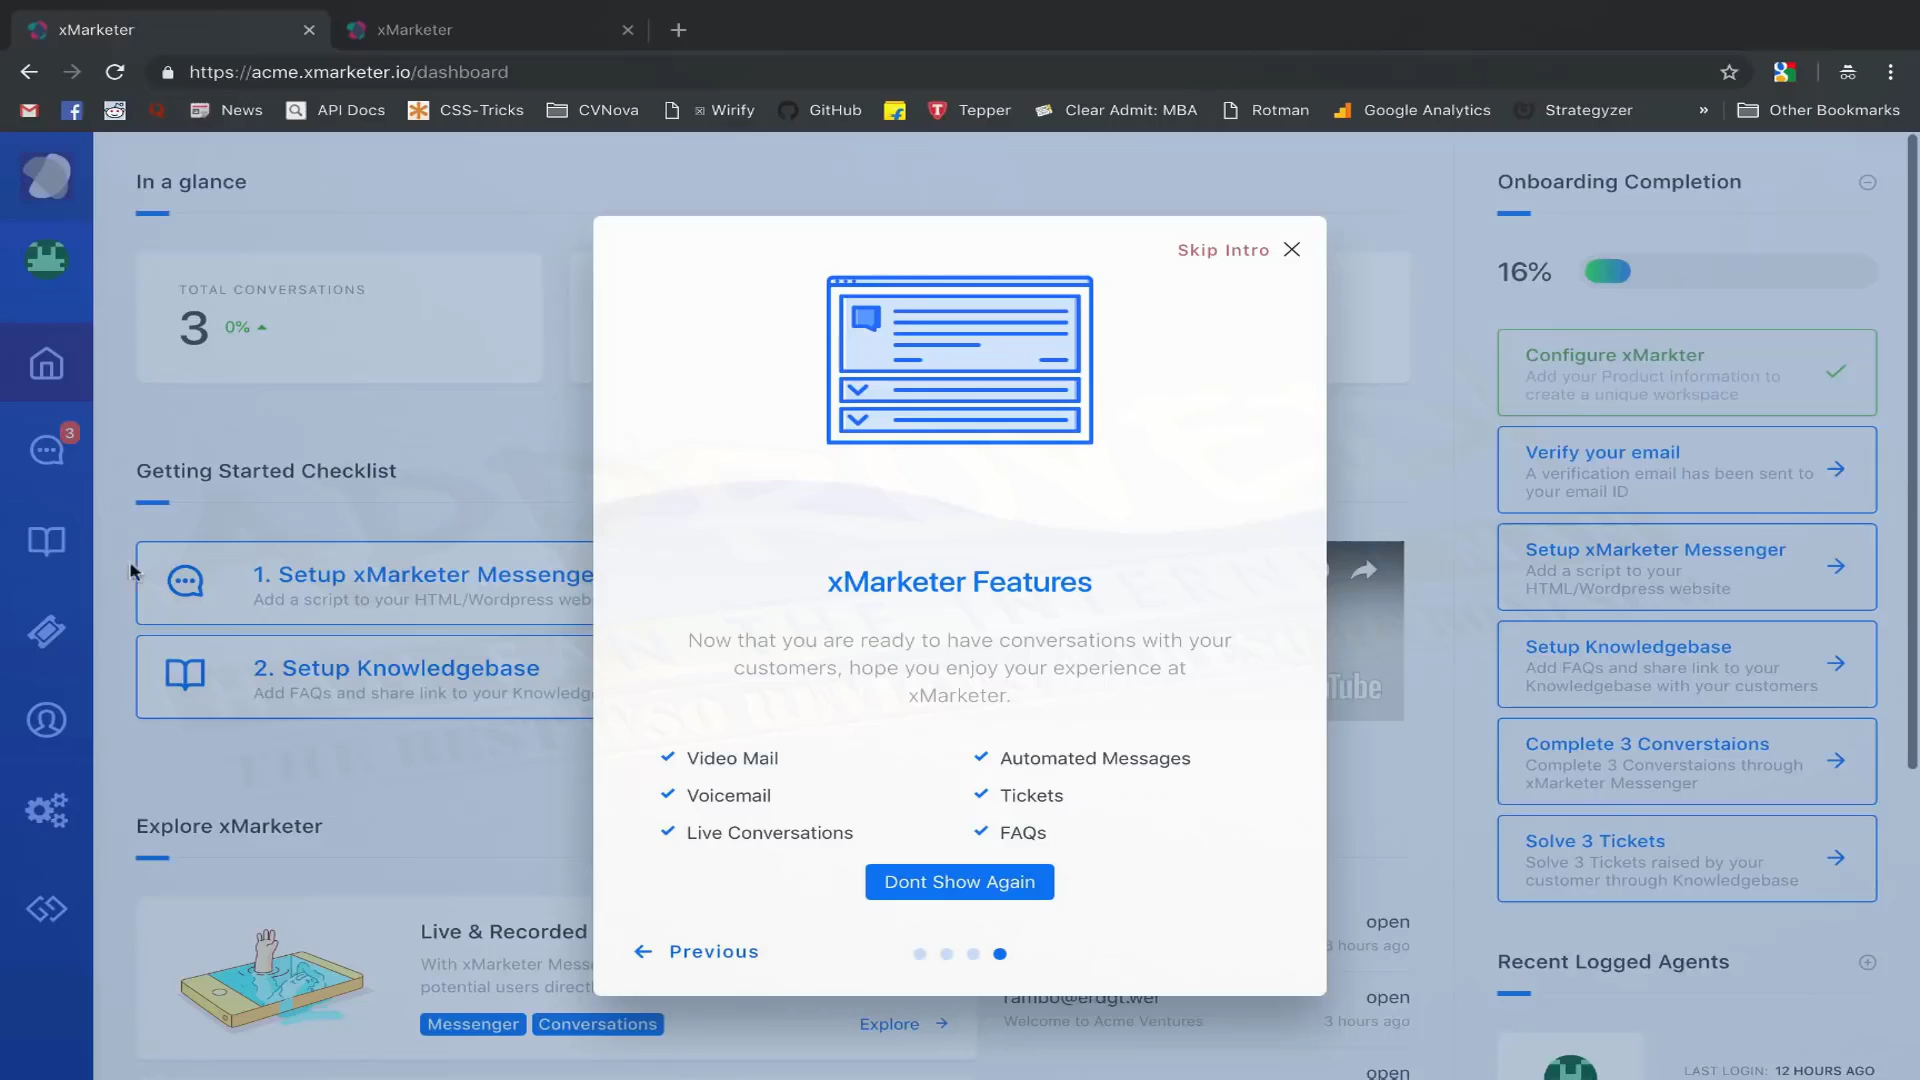 xMarketer
xMarketer
https://acme.xmarketer.io/dashboard
News
API Docs
CSS-Tricks
CVNova
Wirify
GitHub
Tepper
Clear Admit: MBA
Rotman
Google Analytics
Strategyzer
»
Other Bookmarks
In a glance
TOTAL CONVERSATIONS
3 0%
3
Getting Started Checklist
1. Setup xMarketer Messenge
Add a script to your HTML/Wordpress web
2. Setup Knowledgebase
Add FAQs and share link to your Knowledg
Explore xMarketer
Live & Recorded
With xMarketer Mess
potential users direct
Messenger Conversations
Explore
Skip Intro
xMarketer Features
Now that you are ready to have conversations with your
customers, hope you enjoy your experience at
xMarketer.
Video Mail
Automated Messages
Voicemail
Tickets
Live Conversations
FAQs
Dont Show Again
Previous
Tube
open
3 hours ago
rambo@erdgt.wer
open
Welcome to Acme Ventures
3 hours ago
open
Onboarding Completion
16%
Configure xMarkter
Add your Product information to
create a unique workspace
Verify your email
A verification email has been sent to
your email ID
Setup xMarketer Messenger
Add a script to your
HTML/Wordpress website
Setup Knowledgebase
Add FAQs and share link to your
Knowledgebase with your customers
Complete 3 Converstaions
Complete 3 Converstaions through
xMarketer Messenger
Solve 3 Tickets
Solve 3 Tickets raised by your
customer through Knowledgebase
Recent Logged Agents
LAST LOGIN: 12 HOURS AGO